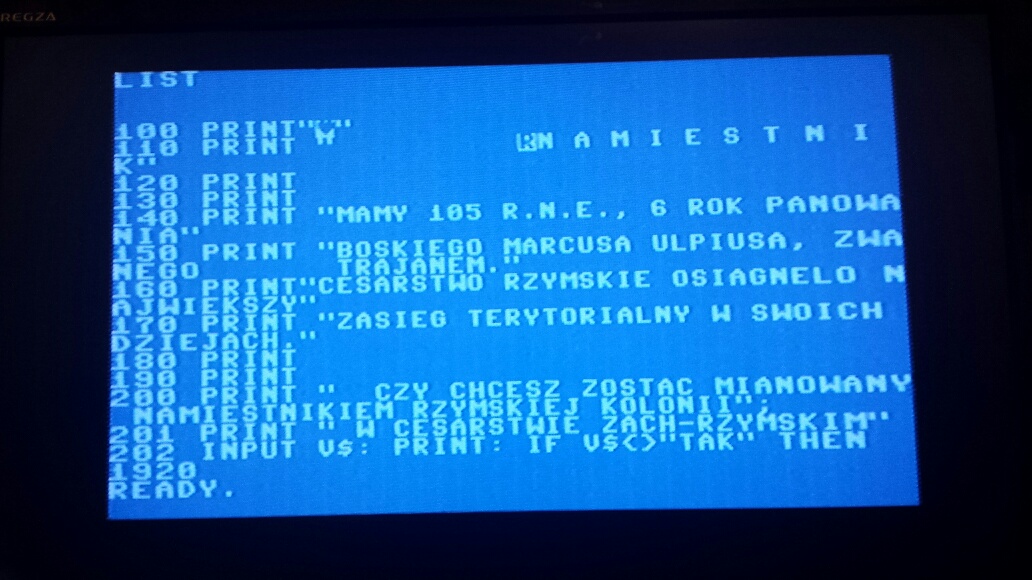 REGZA
LIST
100 PRINT"W"
110 PRINT             RN A M I E S T N I
K"
120 PRINT
130 PRINT
140 PRINT "MAMY 105 R.N.E., 6 ROK PANOWA
NIA"
150 PRINT "BOSKIEGO MARCUSA ULPIUSA, ZWA
NEGO       TRAJANEM."
160 PRINT"CESARSTWO RZYMSKIE OSIAGNELO N
AJWIEKSZY"
170 PRINT "ZASIEG TERYTORIALNY W SWOICH
DZIEJACH."
180 PRINT
190 PRINT
200 PRINT "  CZY CHCESZ ZOSTAC MIANOWANY
 NAMIESTNIKIEM RZYMSKIEJ KOLONII";
201 PRINT " W CESARSTWIE ZACH-RZYMSKIM"
202 INPUT V$: PRINT: IF V$<>"TAK" THEN
1920
READY.